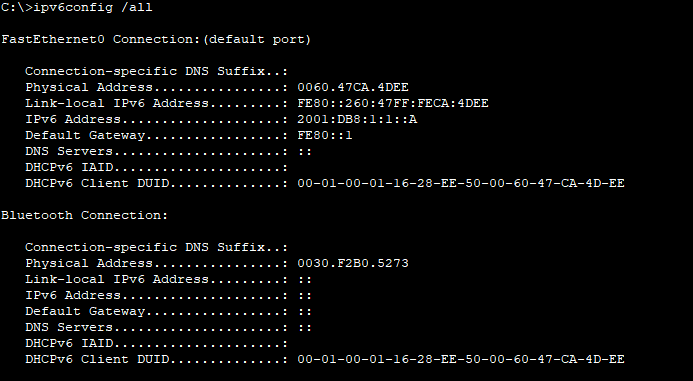 C:\>ipv6config /all
FastEthernet0 Connection:(default port)
Connection-specific DNS Suffix..:
Physical Address................: 0060.47CA.4DEE
Link-local IPv6 Address.........: FE80::260:47FF:FECA:4DEE
IPv6 Address....................: 2001:DB8:1:1::A
Default Gateway.................: FE80::1
DNS Servers.....................: ::
DHCPv6 IAID.....................:
DHCPv6 Client DUID..............: 00-01-00-01-16-28-EE-50-00-60-47-CA-4D-EE
Bluetooth Connection:
Connection-specific DNS Suffix..:
Physical Address................: 0030.F2B0.5273
Link-local IPv6 Address.........: ::
IPv6 Address....................: ::
Default Gateway.................: ::
DNS Servers.....................: ::
DHCPv6 IAID.....................:
DHCPv6 Client DUID..............: 00-01-00-01-16-28-EE-50-00-60-47-CA-4D-EE